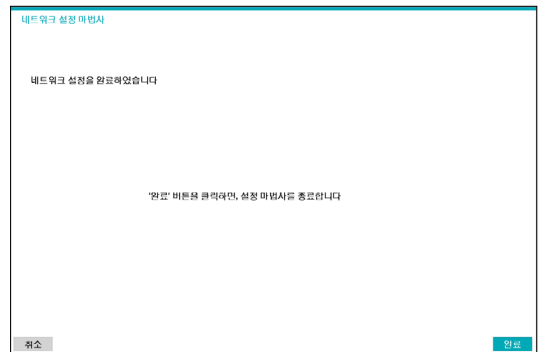 네트워크 설정 마법사
네트워크 설정을 완료하였습니다
'완료' 버튼을 클릭하면, 설정 마법사를 종료합니다
취소
완료